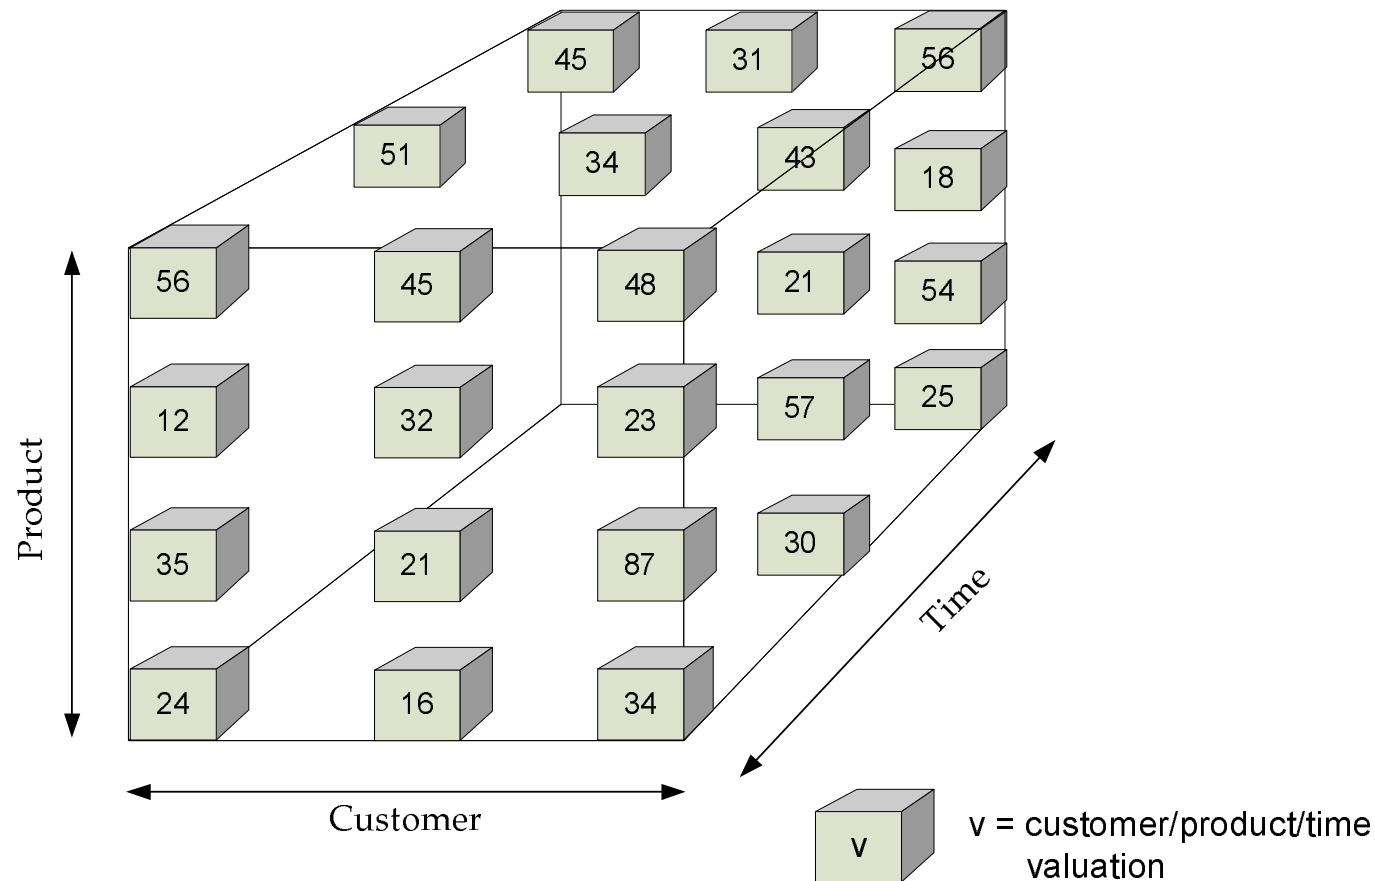 45 31 56
51 34 43
18
56 45 48 21 54
12 32 23 57 25
35 21 87 30
24 16 34
Product
Time
Customer
v
v = customer/product/time
valuation